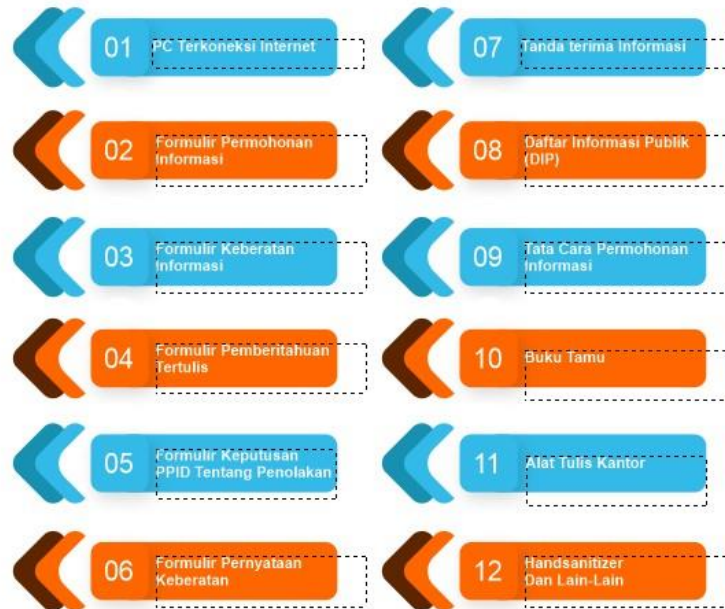 01
PC Terkoneksi Internet
02
Formulir Permohonan
Informasi
03
Formulir Keberatan
Informasi
04
Formulir Pemberitahuan
Tertulis
05
Formulir Keputusan
PPID Tentang Penolakan
06
Formulir Pernyataan
Keberatan
07
Tanda terima Informasi
08
Daftar Informasi Publik
(DIP)
09
Tata Cara Permohonan
Informasi
10
Buku Tamu
11
Alat Tulis Kantor
12
Handsanitizer
Dan Lain-Lain